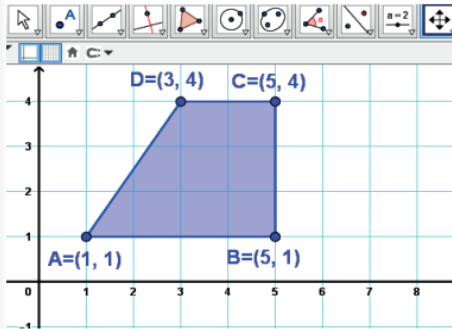 A
a=2
D=(3, 4)
C=(5, 4)
4
3
2
1
A=(1, 1)
B=(5, 1)
0 1 2 3 4 5 6 7 8
-1